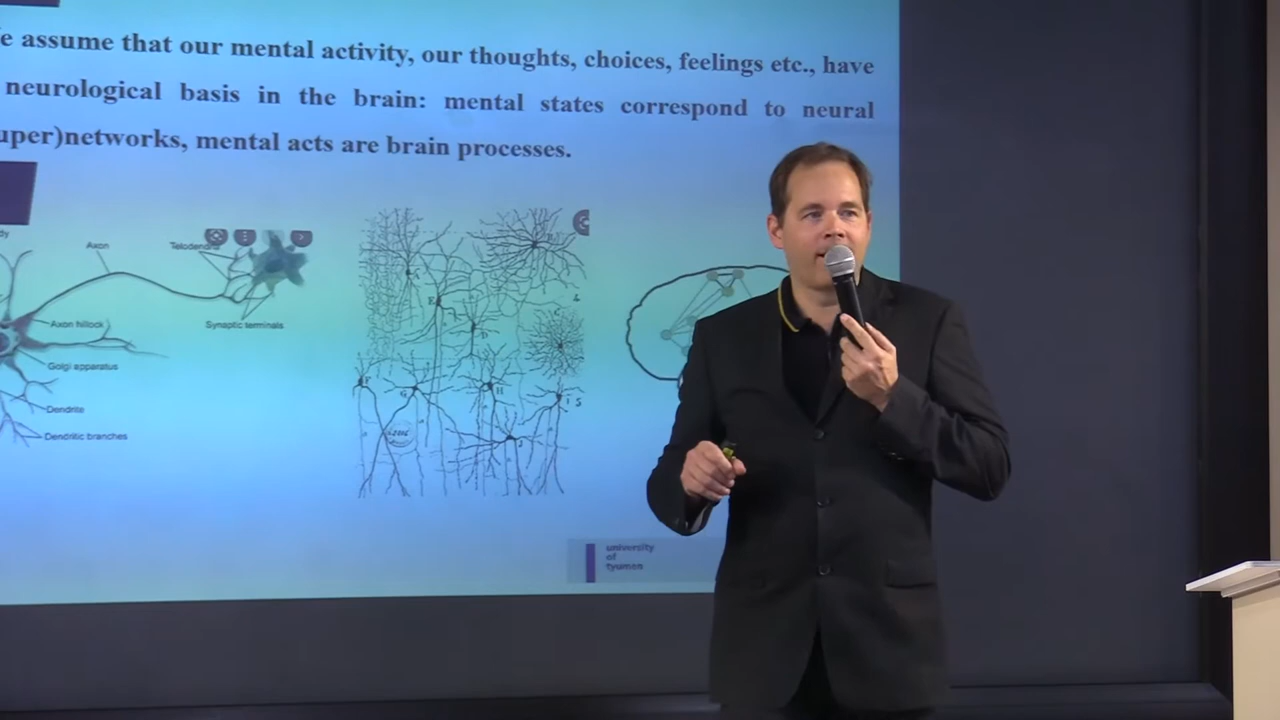 e assume that our mental activity, our thoughts, choices, feelings etc., have
neurological basis in the brain: mental states correspond to neural
uper)networks, mental acts are brain processes.
dy
Axon
Telodendria
Axon hillock
Synaptic terminals
Golgi apparatus
Dendrite
Dendritic branches
university
of
tyumen